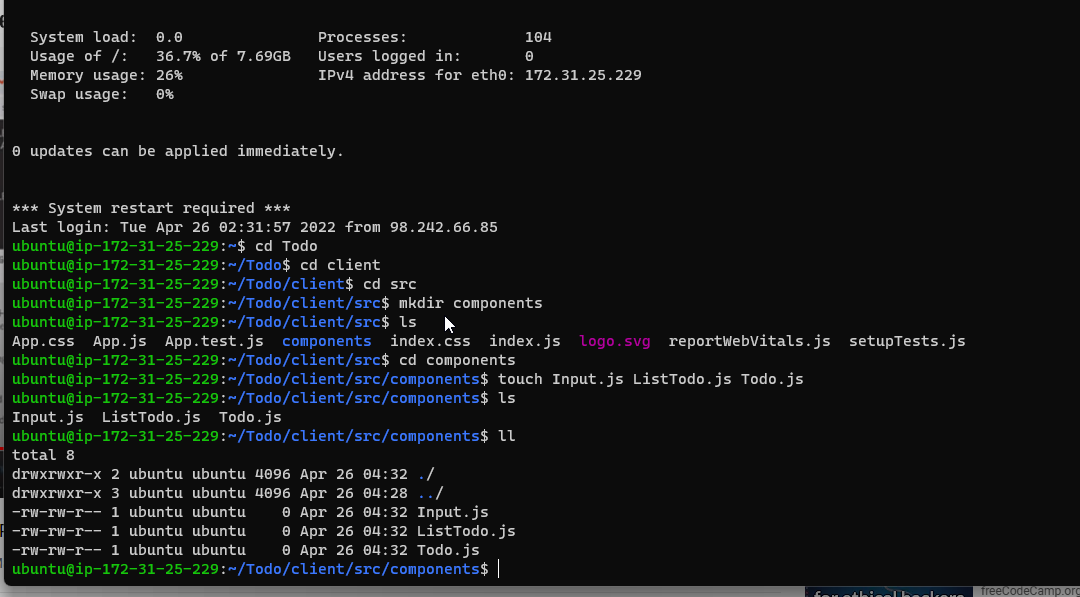 System load:  0.0               Processes:             104
Usage of /:   36.7% of 7.69GB   Users logged in:       0
Memory usage: 26%               IPv4 address for eth0: 172.31.25.229
Swap usage:   0%
0 updates can be applied immediately.
*** System restart required ***
Last login: Tue Apr 26 02:31:57 2022 from 98.242.66.85
ubuntu@ip-172-31-25-229:~$ cd Todo
ubuntu@ip-172-31-25-229:~/Todo$ cd client
ubuntu@ip-172-31-25-229:~/Todo/client$ cd src
ubuntu@ip-172-31-25-229:~/Todo/client/src$ mkdir components
ubuntu@ip-172-31-25-229:~/Todo/client/src$ ls
App.css  App.js  App.test.js  components  index.css  index.js  logo.svg  reportWebVitals.js  setupTests.js
ubuntu@ip-172-31-25-229:~/Todo/client/src$ cd components
ubuntu@ip-172-31-25-229:~/Todo/client/src/components$ touch Input.js ListTodo.js Todo.js
ubuntu@ip-172-31-25-229:~/Todo/client/src/components$ ls
Input.js  ListTodo.js  Todo.js
ubuntu@ip-172-31-25-229:~/Todo/client/src/components$ ll
total 8
drwxrwxr-x 2 ubuntu ubuntu 4096 Apr 26 04:32 ./
drwxrwxr-x 3 ubuntu ubuntu 4096 Apr 26 04:28 ../
-rw-rw-r-- 1 ubuntu ubuntu    0 Apr 26 04:32 Input.js
-rw-rw-r-- 1 ubuntu ubuntu    0 Apr 26 04:32 ListTodo.js
-rw-rw-r-- 1 ubuntu ubuntu    0 Apr 26 04:32 Todo.js
ubuntu@ip-172-31-25-229:~/Todo/client/src/components$
for ethical hackers
freeCodeCamp.org